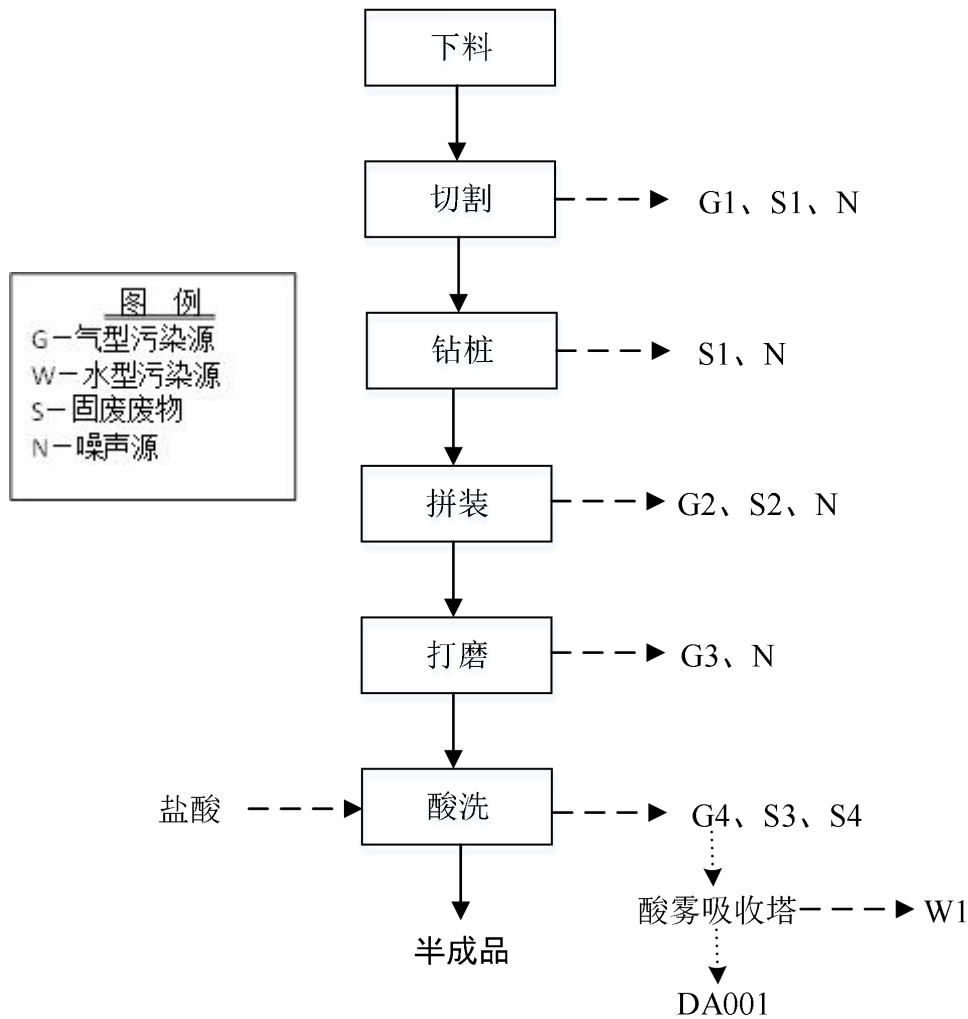 下料
切割
G1、S1、N
图 例
G－气型污染源
W－水型污染源
S－固废废物
N－噪声源
钻桩
S1、N
拼装
G2、S2、N
打磨
G3、N
盐酸
酸洗
G4、S3、S4
酸雾吸收塔
W1
半成品
DA001